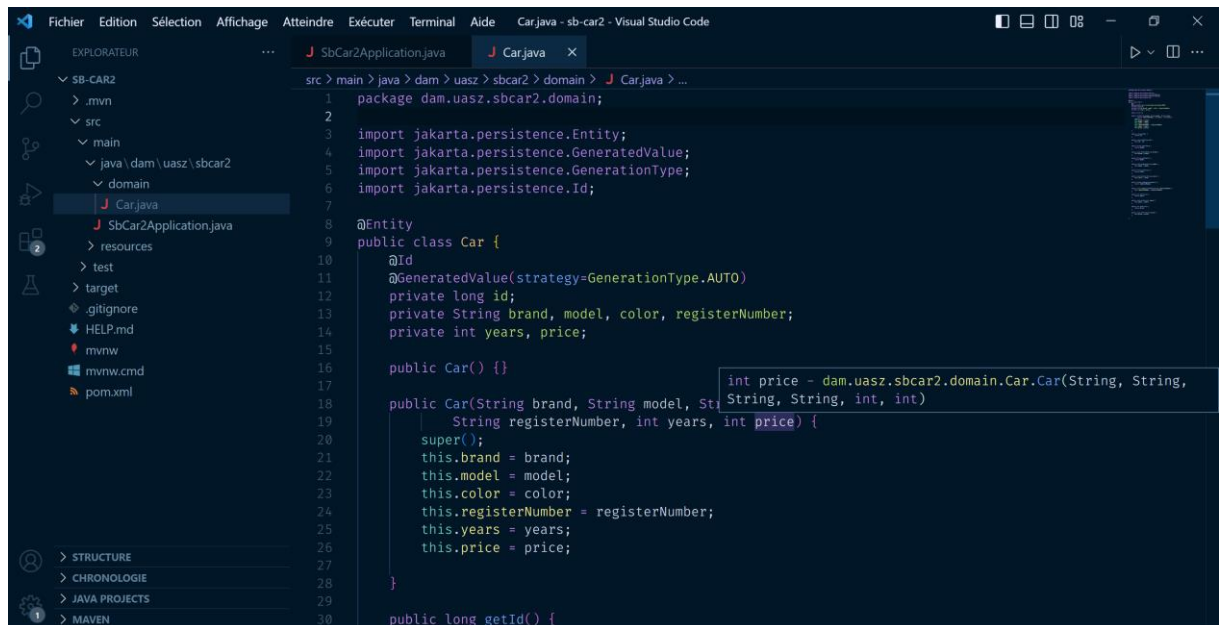 Fichier Edition Sélection Affichage Atteindre Exécuter Terminal Aide Car.java - sb-car2 - Visual Studio Code
EXPLORATEUR
SB-CAR2
.mvn
src
main
java\dam\uasz\sbcar2
domain
J Car.java
J SbCar2Application.java
resources
test
target
.gitignore
HELP.md
mvnw
mvnw.cmd
pom.xml
STRUCTURE
CHRONOLOGIE
JAVA PROJECTS
MAVEN
2
1
J SbCar2Application.java J Car.java
src > main > java > dam > uasz > sbcar2 > domain > J Car.java > ...
1 package dam.uasz.sbcar2.domain;
2
3 import jakarta.persistence.Entity;
4 import jakarta.persistence.GeneratedValue;
5 import jakarta.persistence.GenerationType;
6 import jakarta.persistence.Id;
7
8 @Entity
9 public class Car {
10 @Id
11 @GeneratedValue(strategy=GenerationType.AUTO)
12 private long id;
13 private String brand, model, color, registerNumber;
14 private int years, price;
15
16 public Car() {}
17
int price - dam.uasz.sbcar2.domain.Car.Car(String, String,
String, String, int, int)
18 public Car(String brand, String model, Str
19 String registerNumber, int years, int price) {
20 super();
21 this.brand = brand;
22 this.model = model;
23 this.color = color;
24 this.registerNumber = registerNumber;
25 this.years = years;
26 this.price = price;
27
28 }
29
30 public long getId() {